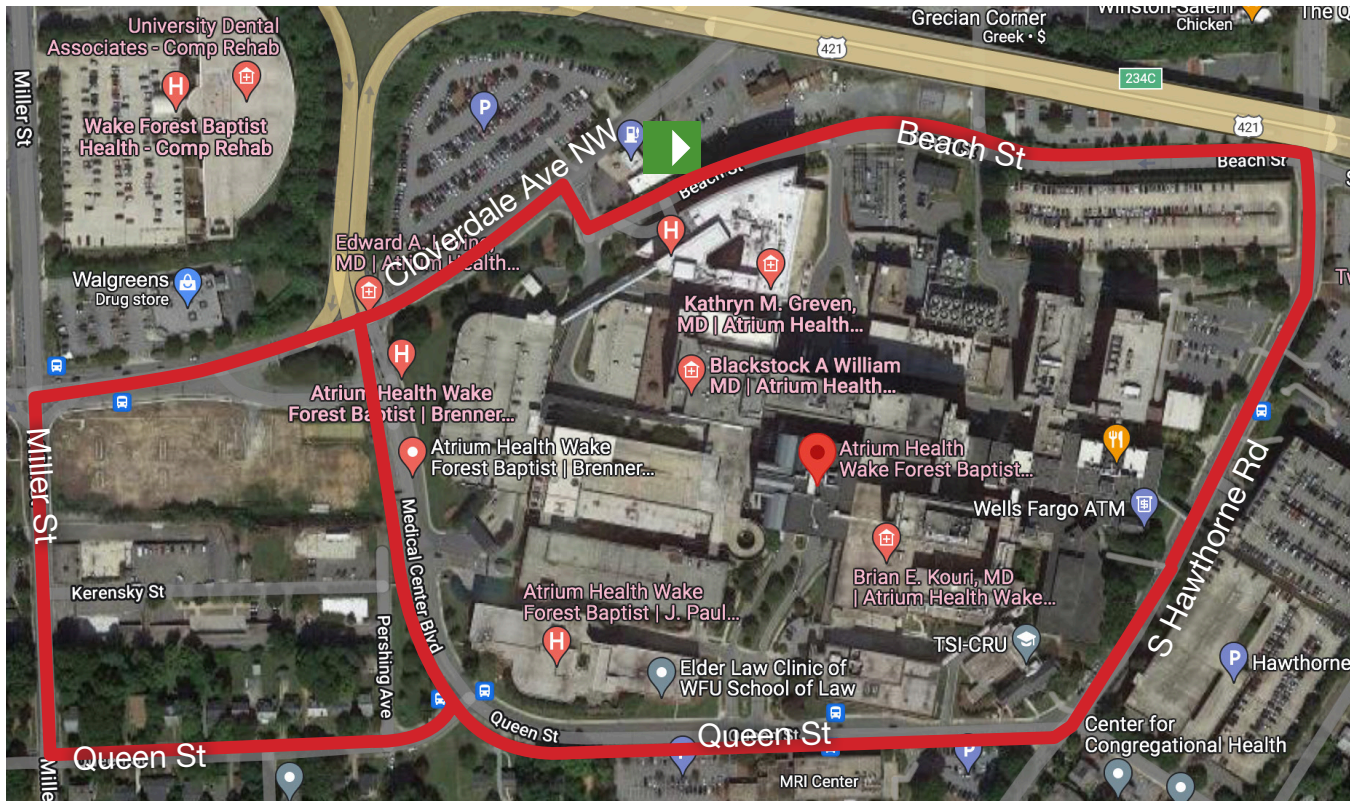 University Dental
Associates - Comp Rehab
Wake Forest Baptist
Health - Comp Rehab
Miller St
Grecian Corner
Greek • $
Winston-Salem
Chicken
The
421
234C
421
Cloverdale Ave NW
Beach St
Beach St
Beach St
Edward A.
MD | Atrium Health...
Walgreens
Drug store
Kathryn M. Greven,
MD | Atrium Health...
Blackstock A William
MD | Atrium Health...
Atrium Health Wake
Forest Baptist | Brenner...
Atrium Health Wake
Forest Baptist | Brenner...
Atrium Health
Wake Forest Baptist...
Wells Fargo ATM
Miller St
Medical Center Blvd
S Hawthorne Rd
Kerensky St
Pershing Ave
Atrium Health Wake
Forest Baptist | J. Paul...
Brian E. Kouri, MD
| Atrium Health Wake...
TSI-CRU
Elder Law Clinic of
WFU School of Law
Hawthorne
Queen St
Queen St
Queen St
Center for
Congregational Health
MRI Center
Mille
H
H
H
H
P
P
P
P